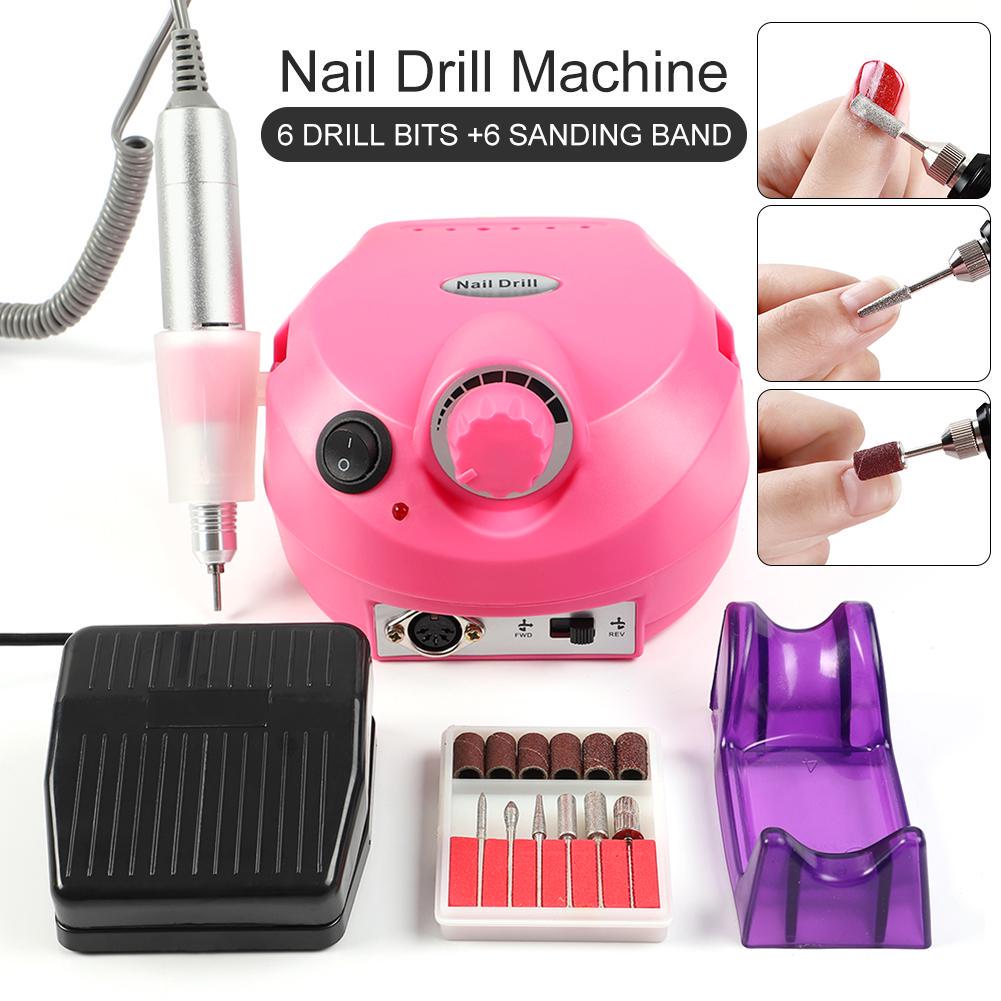 Nail Drill Machine
6 DRILL BITS +6 SANDING BAND
Nail Drill
FWD
REV